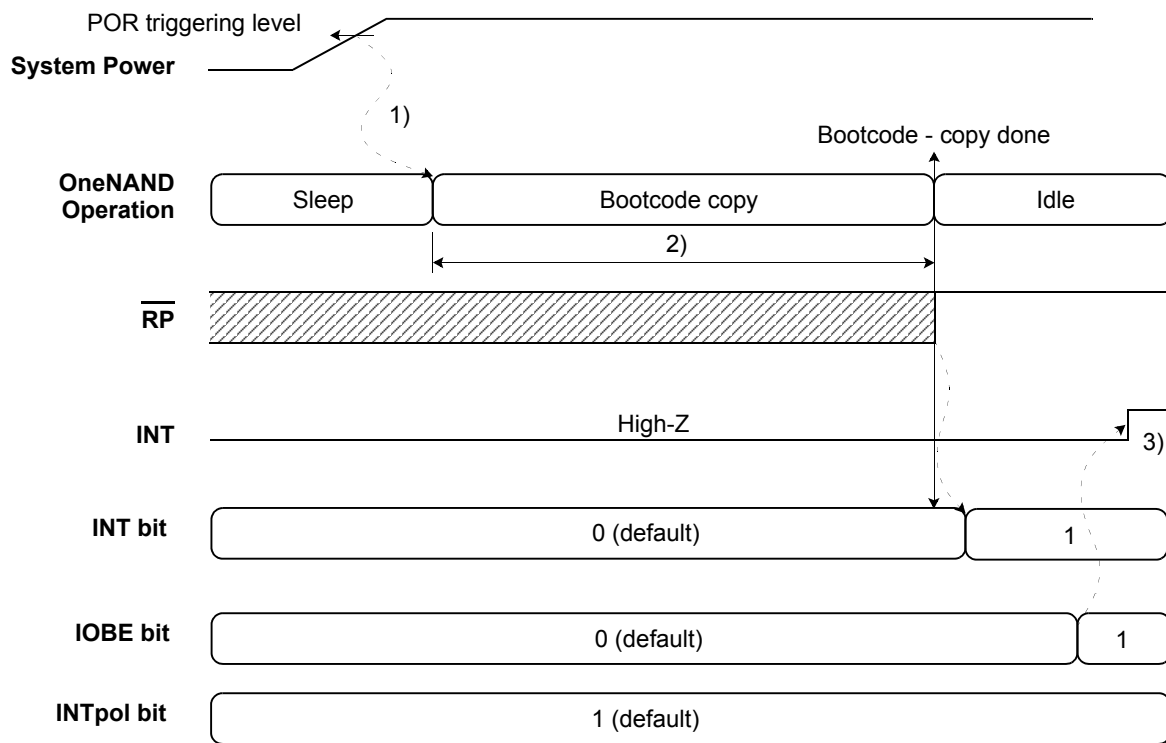 POR triggering level
System Power
1)
Bootcode - copy done
OneNAND
Operation
Sleep
Bootcode copy
Idle
2)
RP
High-Z
INT
3)
INT bit
0 (default)
1
IOBE bit
0 (default)
1
INTpol bit
1 (default)